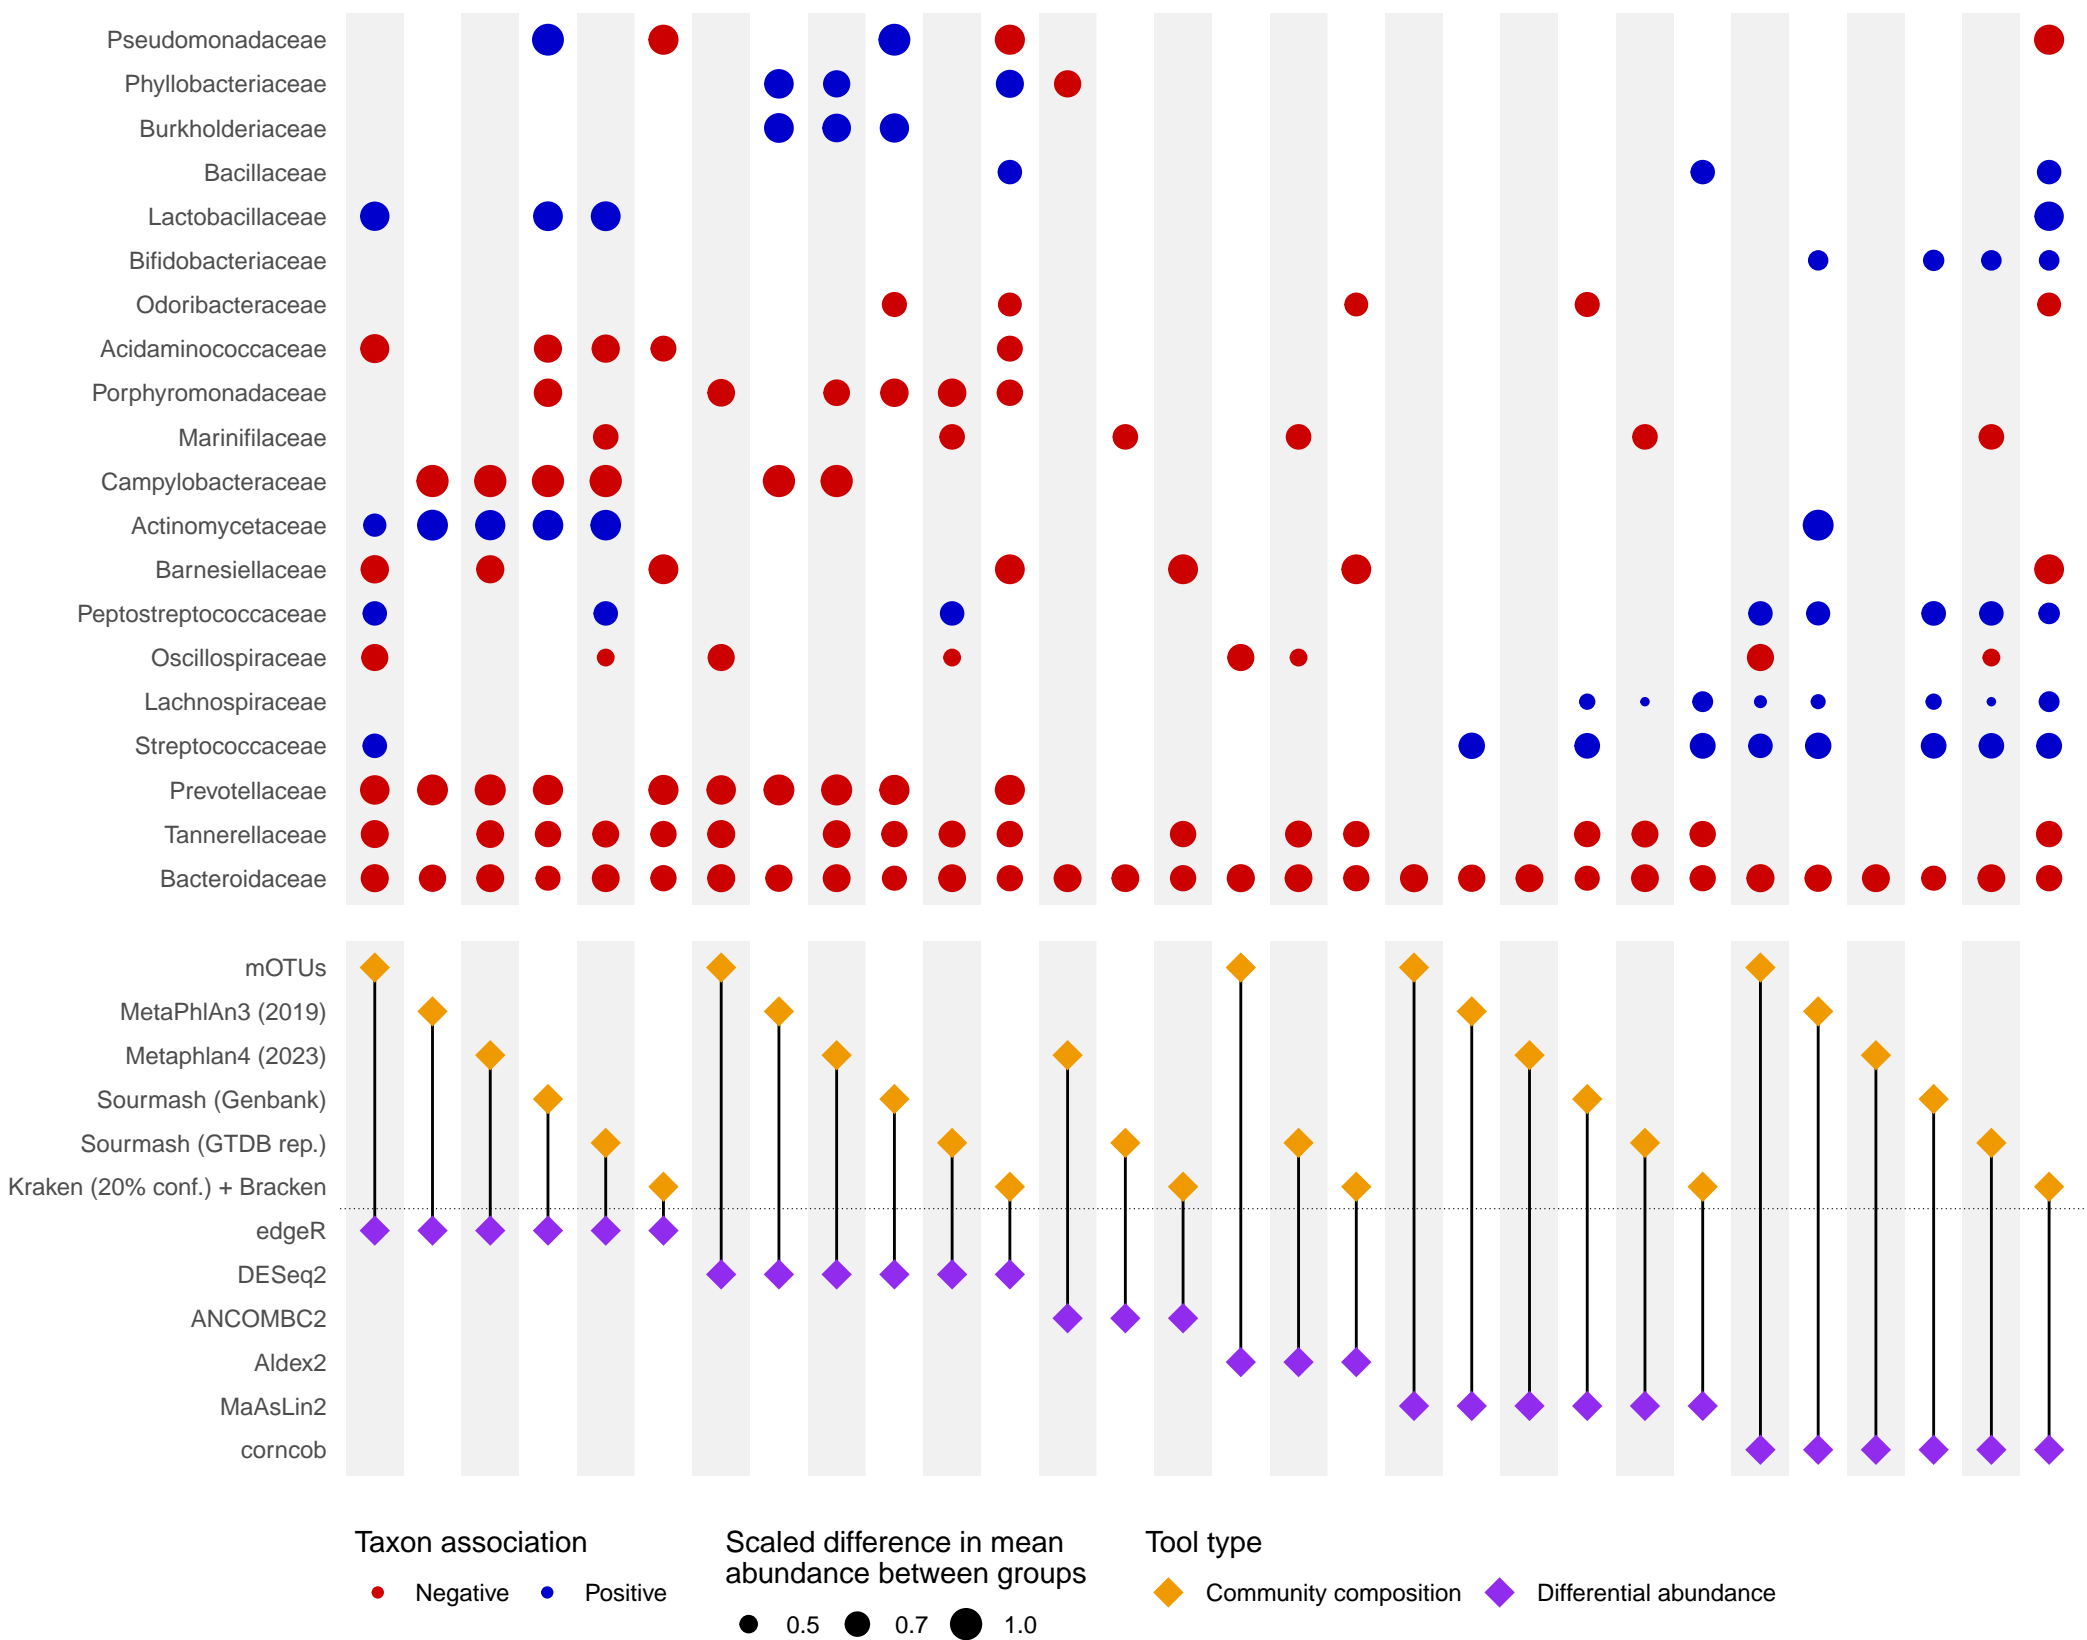 Pseudomonadaceae
Phyllobacteriaceae
Burkholderiaceae
Bacillaceae
Lactobacillaceae
Bifidobacteriaceae
Odoribacteraceae
Acidaminococcaceae
Porphyromonadaceae
Marinifilaceae
Campylobacteraceae
Actinomycetaceae
Barnesiellaceae
Peptostreptococcaceae
Oscillospiraceae
Lachnospiraceae
Streptococcaceae
Prevotellaceae
Tannerellaceae
Bacteroidaceae
mOTUs
MetaPhlAn3 (2019)
Metaphlan4 (2023)
Sourmash (Genbank)
Sourmash (GTDB rep.)
Kraken (20% conf.) + Bracken
edgeR
DESeq2
ANCOMBC2
Aldex2
MaAsLin2
corncob
Taxon association
Negative
Positive
Scaled difference in mean
abundance between groups
0.5
0.7
1.0
Tool type
Community composition
Differential abundance